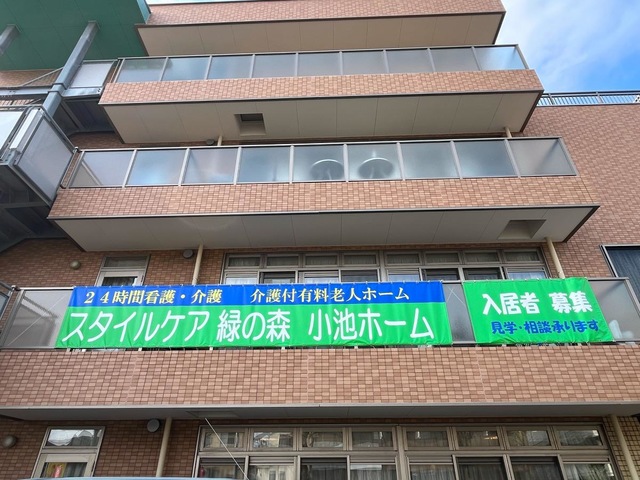 24時間看護・介護　介護付有料老人ホーム
スタイルケア 緑の森 小池ホーム
入居者 募集
見学・相談承ります